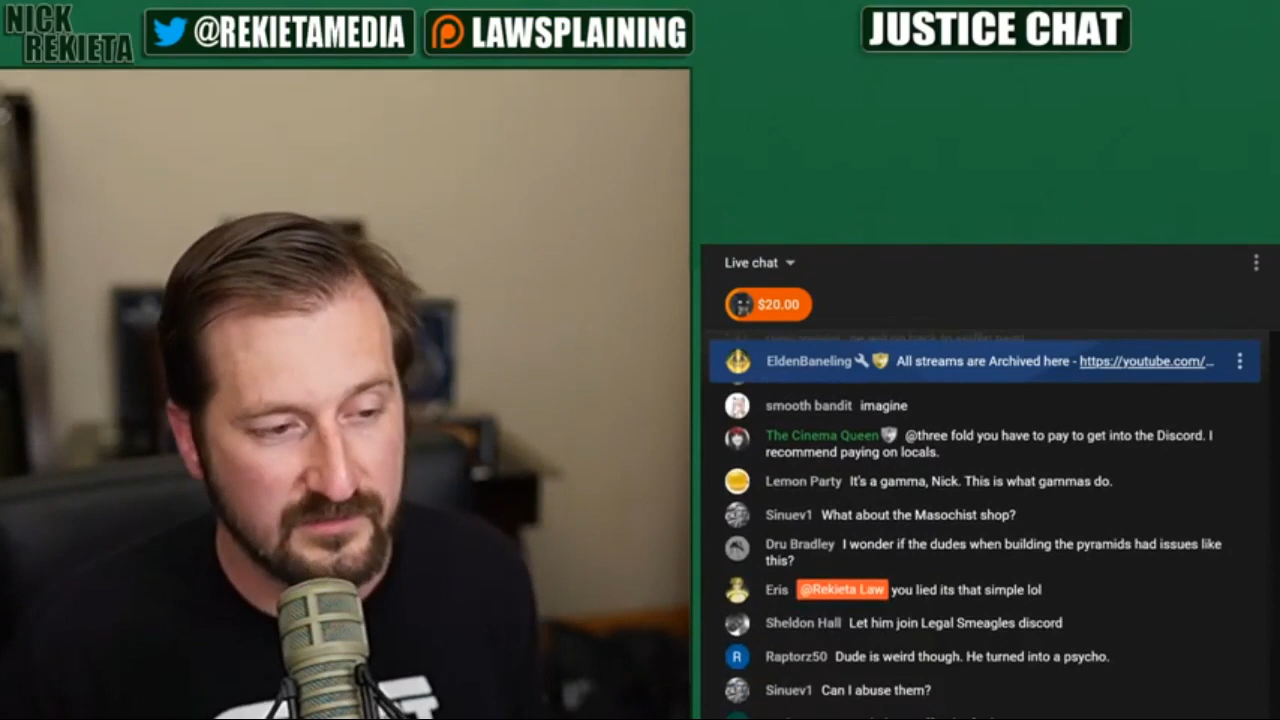 NICK
REKIETA
@REKIETAMEDIA
LAWSPLAINING
JUSTICE CHAT
Live chat
$20.00
EldenBaneling All streams are Archived here - https://youtube.com/...
smooth bandit imagine
The Cinema Queen @three fold you have to pay to get into the Discord. I
recommend paying on locals.
Lemon Party It's a gamma, Nick. This is what gammas do.
Sinuev1 What about the Masochist shop?
Dru Bradley I wonder if the dudes when building the pyramids had issues like
this?
Eris @Rekieta Law you lied its that simple lol
Sheldon Hall Let him join Legal Smeagles discord
R Raptorz50 Dude is weird though. He turned into a psycho.
Sinuev1 Can I abuse them?